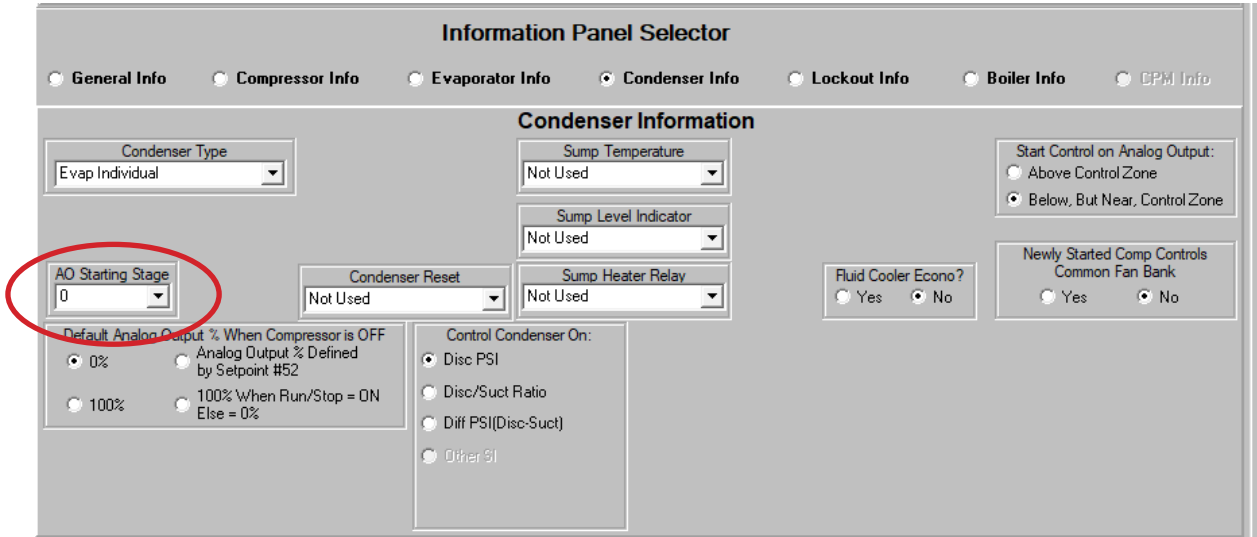 Information Panel Selector
General Info Compressor Info Evaporator Info Condenser Info Lockout Info Boiler Info CPM Info
Condenser Information
Condenser Type
Evap Individual
Sump Temperature
Not Used
Start Control on Analog Output:
Above Control Zone
Below, But Near, Control Zone
Sump Level Indicator
Not Used
AO Starting Stage
0
Condenser Reset
Not Used
Sump Heater Relay
Not Used
Fluid Cooler Econo?
Yes No
Newly Started Comp Controls
Common Fan Bank
Yes No
Default Analog Output % When Compressor is OFF
0%
Analog Output % Defined
by Setpoint #52
100%
100% When Run/Stop = ON
Else = 0%
Control Condenser On:
Disc PSI
Disc/Suct Ratio
Diff PSI(Disc-Suct)
Other SI